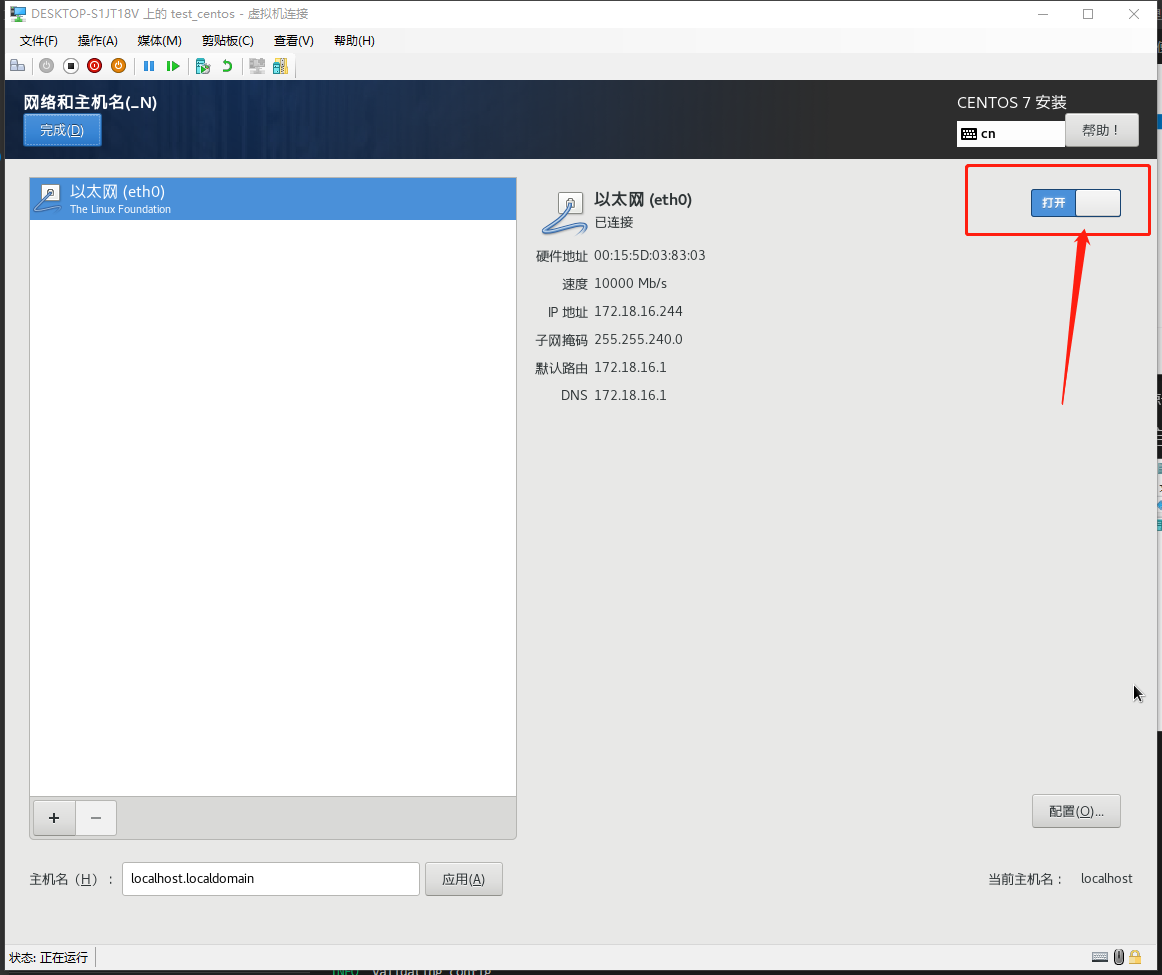 DESKTOP-S1JT18V 上的 test_centos - 虚拟机连接
文件(F) 操作(A) 媒体(M) 剪贴板(C) 查看(V) 帮助(H)
网络和主机名(_N)
CENTOS 7 安装
完成(D)
cn
帮助！
以太网 (eth0)
The Linux Foundation
以太网 (eth0)
已连接
打开
硬件地址 00:15:5D:03:83:03
速度 10000 Mb/s
IP 地址 172.18.16.244
子网掩码 255.255.240.0
默认路由 172.18.16.1
DNS 172.18.16.1
+ −
配置(O)...
主机名（H）： localhost.localdomain 应用(A)
当前主机名： localhost
状态: 正在运行